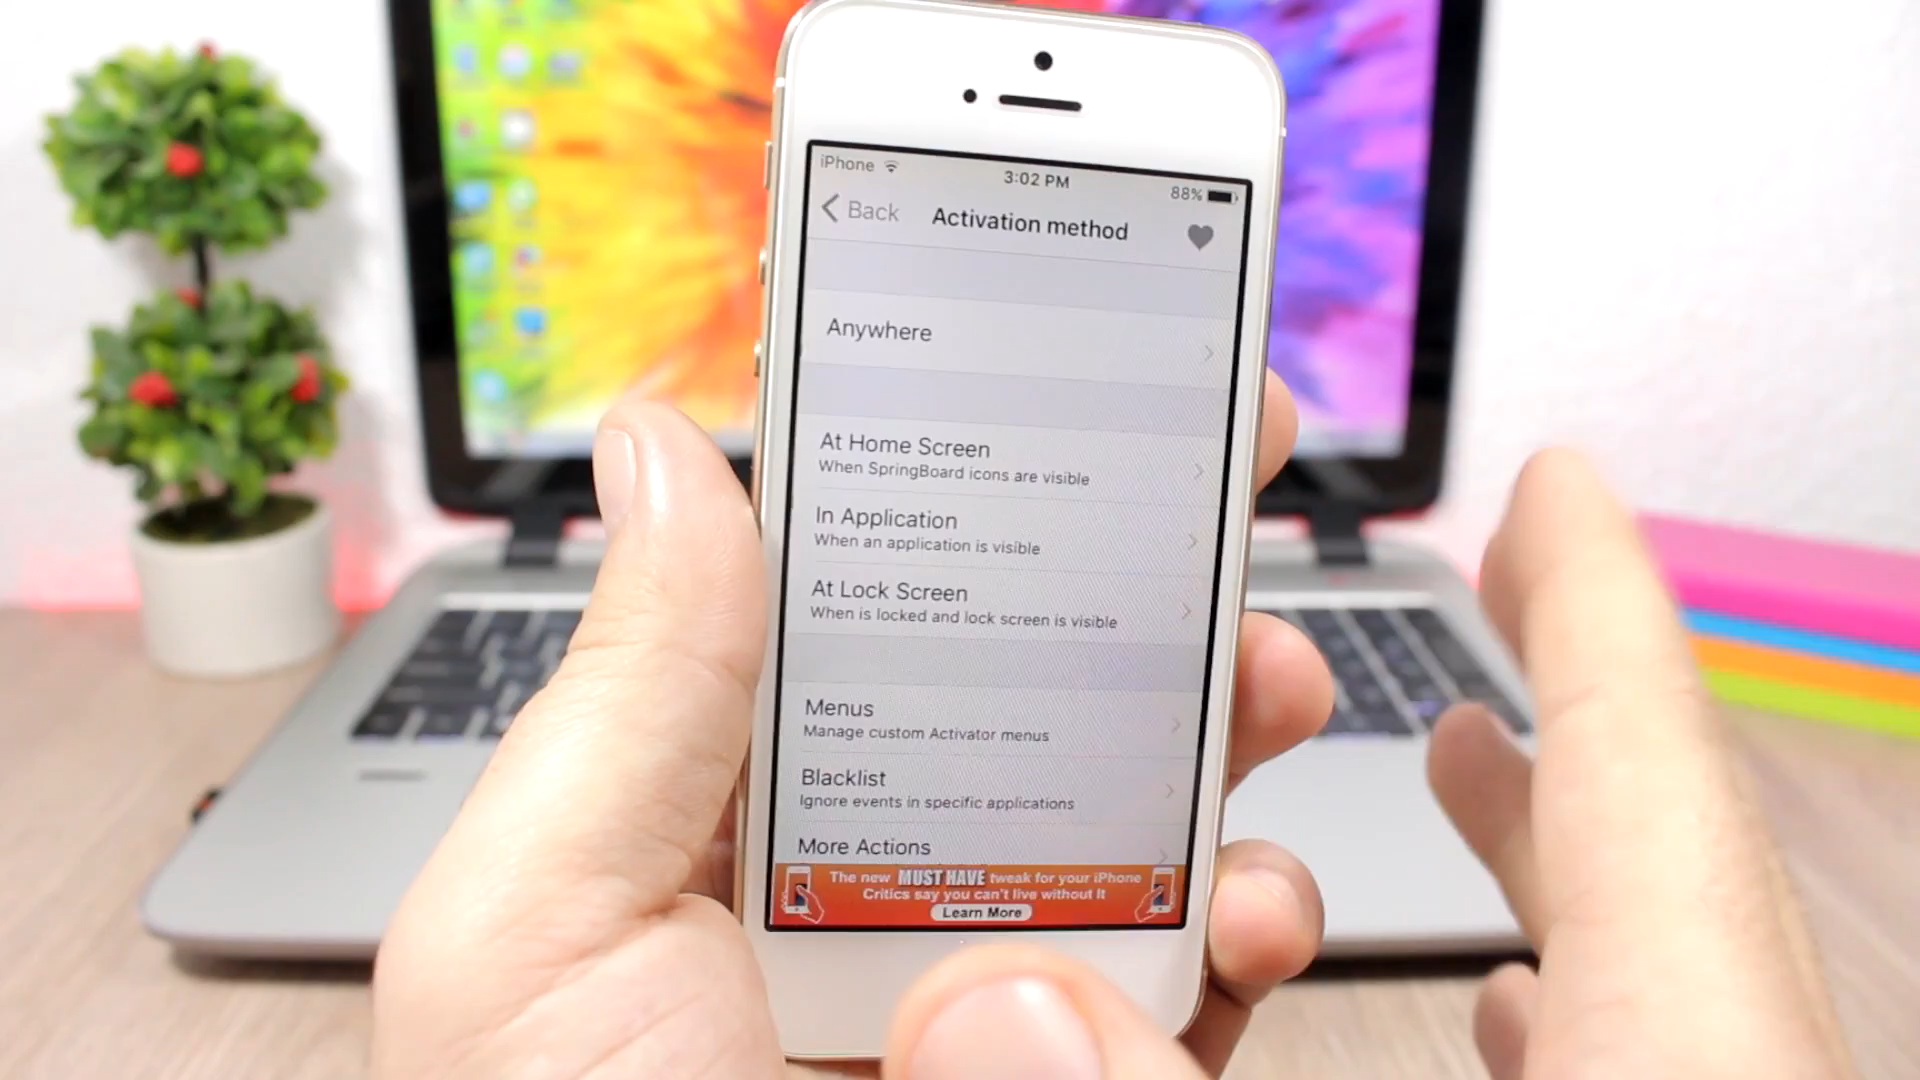 iPhone
3:02 PM
88%
Back
Activation method
Anywhere
At Home Screen
When SpringBoard icons are visible
In Application
When an application is visible
At Lock Screen
When is locked and lock screen is visible
Menus
Manage custom Activator menus
Blacklist
Ignore events in specific applications
More Actions
The new MUST HAVE tweak for your iPhone
Critics say you can't live without It
Learn More